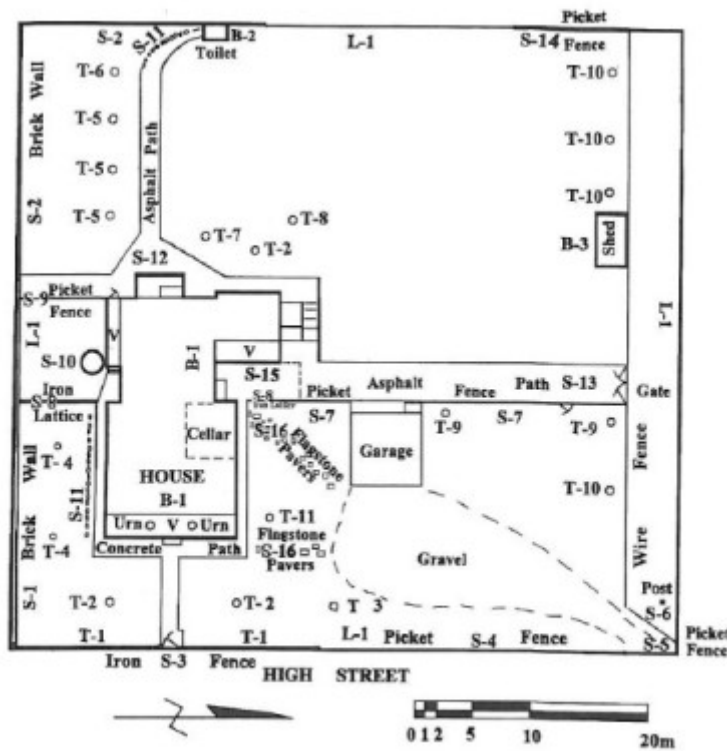 Picket
S-2 S-11 B-2 L-1 S-14 Fence
Toilet
T-6 T-10
Brick Wall
T-5
Asphalt Path
T-10
T-5
S-2
T-10
T-5 T-8
T-7 T-2
B-3 Shed
S-12
S-9 Picket
Fence
L-1 V
B-1
L-1
S-10 V
S-15 Asphalt Path S-13
Iron Picket Fence Gate
S-8 S-8
Lattice Iron Lattice S-7 S-7
S-16 T-9 T-9
Cellar Flagstone
Pavers
Garage
T-4
HOUSE
B-1
S-11
T-10
Wall
Brick
S-1
Fence
Wire
Urn V Urn T-11
Flagstone
T-4 Concrete Path S-16
Pavers
Gravel
Post
S-6
T-2 T-2 T 3
T-1 T-1 L-1 Picket S-4 Fence S-5 Picket
Iron S-3 Fence Fence
HIGH STREET
0 1 2 5 10 20m